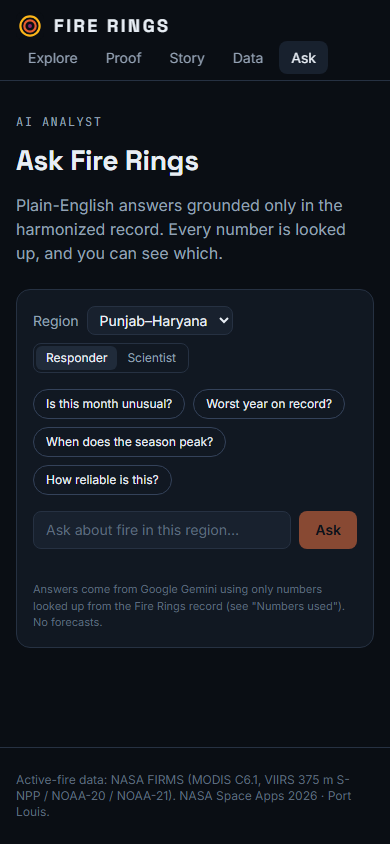 FIRE RINGS
Explore Proof Story Data Ask
AI ANALYST
Ask Fire Rings
Plain-English answers grounded only in the
harmonized record. Every number is looked
up, and you can see which.
Region Punjab–Haryana
Responder Scientist
Is this month unusual? Worst year on record?
When does the season peak?
How reliable is this?
Ask about fire in this region... Ask
Answers come from Google Gemini using only numbers
looked up from the Fire Rings record (see "Numbers used").
No forecasts.
Active-fire data: NASA FIRMS (MODIS C6.1, VIIRS 375 m S-
NPP / NOAA-20 / NOAA-21). NASA Space Apps 2026 · Port
Louis.